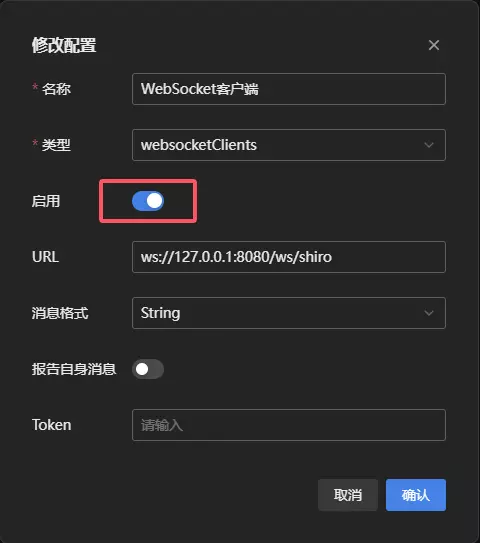 修改配置
* 名称 WebSocket客户端
* 类型 websocketClients
启用
URL ws://127.0.0.1:8080/ws/shiro
消息格式 String
报告自身消息
Token 请输入
取消 确认